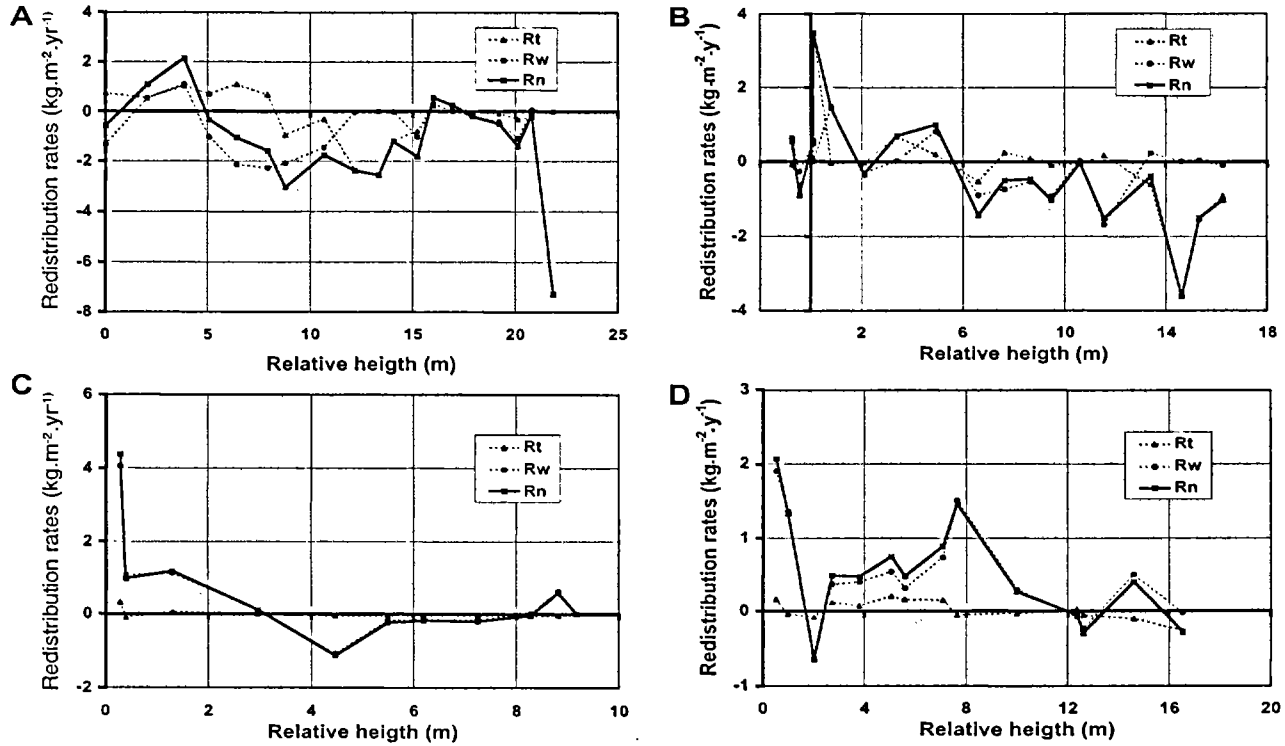 A
Redistribution rates (kg.m-2.yr-1)
4
2
0
-2
-4
-6
-8
Rt
Rw
Rn
0
5
10
15
20
25
Relative heigth (m)
B
Redistribution rates (kg-m-2-y-1)
4
2
0
-2
-4
Rt
Rw
Rn
2
6
10
14
18
Relative heigth (m)
C
Redistribution rates (kg.m-2.yr-1)
6
4
2
0
-2
Rt
Rw
Rn
0
2
4
6
8
10
Relative heigth (m)
D
Redistribution rates (kg-m-2-y-1)
3
2
1
0
-1
Rt
Rw
Rn
0
4
8
12
16
20
Relative heigth (m)